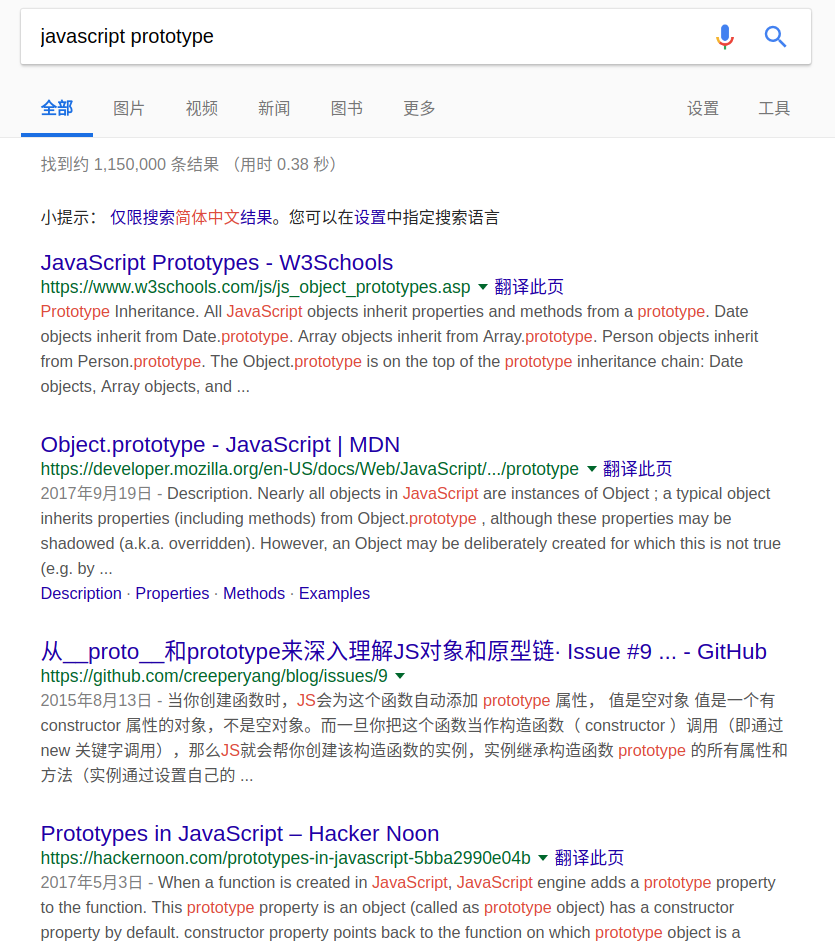 javascript prototype
全部 图片 视频 新闻 图书 更多 设置 工具
找到约 1,150,000 条结果 （用时 0.38 秒）
小提示： 仅限搜索简体中文结果。您可以在设置中指定搜索语言
JavaScript Prototypes - W3Schools
https://www.w3schools.com/js/js_object_prototypes.asp 翻译此页
Prototype Inheritance. All JavaScript objects inherit properties and methods from a prototype. Date
objects inherit from Date.prototype. Array objects inherit from Array.prototype. Person objects inherit
from Person.prototype. The Object.prototype is on the top of the prototype inheritance chain: Date
objects, Array objects, and ...
Object.prototype - JavaScript | MDN
https://developer.mozilla.org/en-US/docs/Web/JavaScript/.../prototype 翻译此页
2017年9月19日 - Description. Nearly all objects in JavaScript are instances of Object ; a typical object
inherits properties (including methods) from Object.prototype , although these properties may be
shadowed (a.k.a. overridden). However, an Object may be deliberately created for which this is not true
(e.g. by ...
Description · Properties · Methods · Examples
从__proto__和prototype来深入理解JS对象和原型链· Issue #9 ... - GitHub
https://github.com/creeperyang/blog/issues/9
2015年8月13日 - 当你创建函数时，JS会为这个函数自动添加 prototype 属性， 值是空对象 值是一个有
constructor 属性的对象，不是空对象。而一旦你把这个函数当作构造函数（ constructor ）调用（即通过
new 关键字调用），那么JS就会帮你创建该构造函数的实例，实例继承构造函数 prototype 的所有属性和
方法（实例通过设置自己的 ...
Prototypes in JavaScript – Hacker Noon
https://hackernoon.com/prototypes-in-javascript-5bba2990e04b 翻译此页
2017年5月3日 - When a function is created in JavaScript, JavaScript engine adds a prototype property
to the function. This prototype property is an object (called as prototype object) has a constructor
property by default. constructor property points back to the function on which prototype object is a